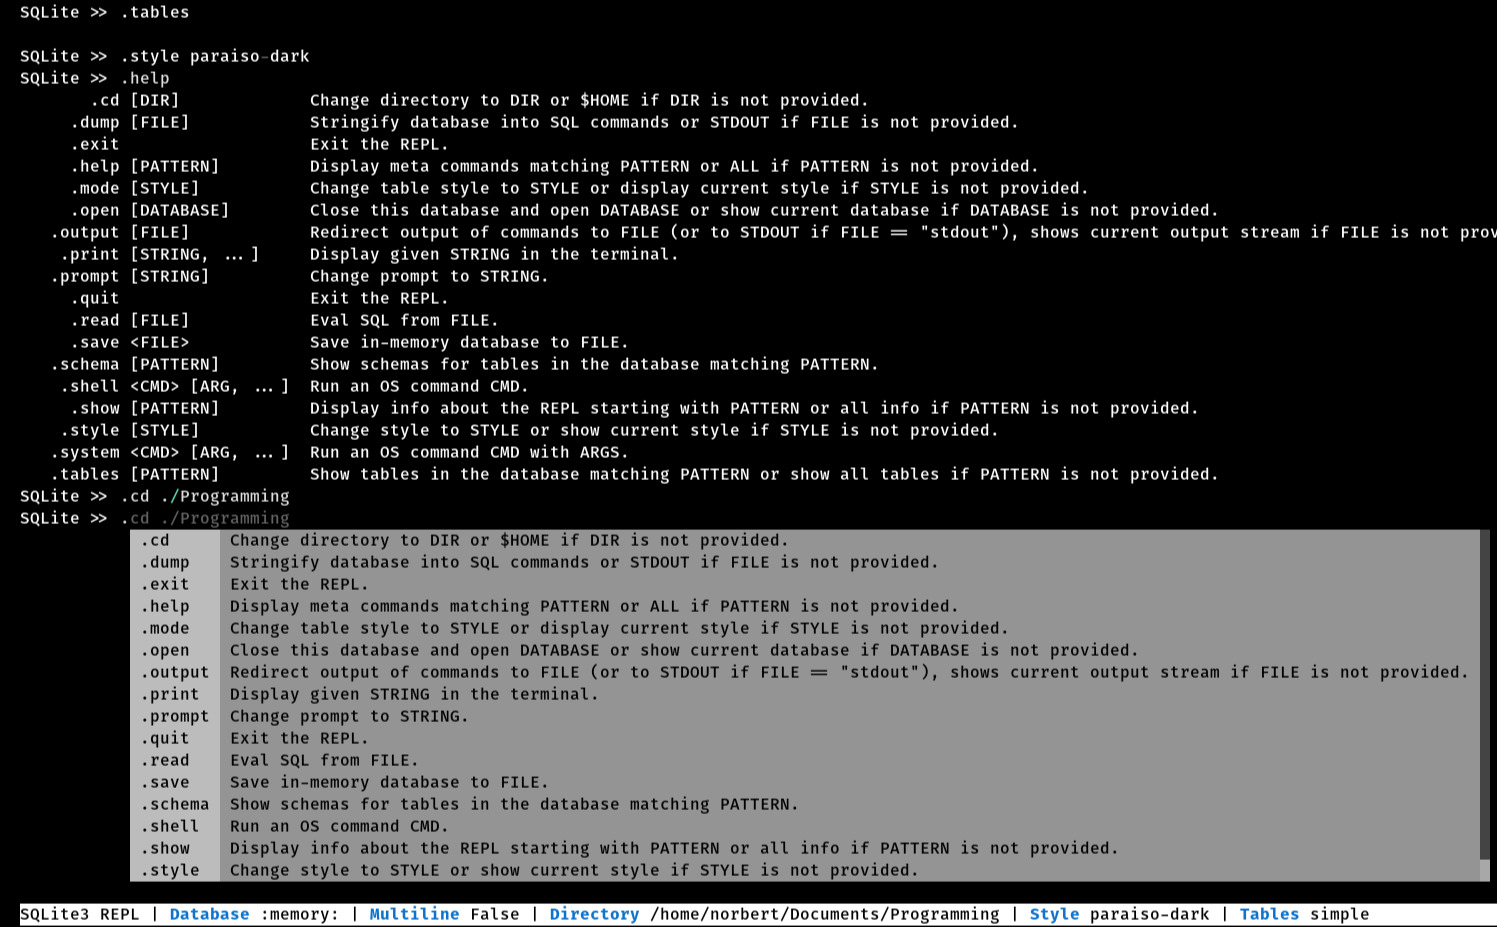 SQLite >> .tables
SQLite >> .style paraiso-dark
SQLite >> .help
.cd [DIR] Change directory to DIR or $HOME if DIR is not provided.
.dump [FILE] Stringify database into SQL commands or STDOUT if FILE is not provided.
.exit Exit the REPL.
.help [PATTERN] Display meta commands matching PATTERN or ALL if PATTERN is not provided.
.mode [STYLE] Change table style to STYLE or display current style if STYLE is not provided.
.open [DATABASE] Close this database and open DATABASE or show current database if DATABASE is not provided.
.output [FILE] Redirect output of commands to FILE (or to STDOUT if FILE == "stdout"), shows current output stream if FILE is not prov
.print [STRING, ...] Display given STRING in the terminal.
.prompt [STRING] Change prompt to STRING.
.quit Exit the REPL.
.read [FILE] Eval SQL from FILE.
.save <FILE> Save in-memory database to FILE.
.schema [PATTERN] Show schemas for tables in the database matching PATTERN.
.shell <CMD> [ARG, ...] Run an OS command CMD.
.show [PATTERN] Display info about the REPL starting with PATTERN or all info if PATTERN is not provided.
.style [STYLE] Change style to STYLE or show current style if STYLE is not provided.
.system <CMD> [ARG, ...] Run an OS command CMD with ARGS.
.tables [PATTERN] Show tables in the database matching PATTERN or show all tables if PATTERN is not provided.
SQLite >> .cd ./Programming
SQLite >> .cd ./Programming
.cd Change directory to DIR or $HOME if DIR is not provided.
.dump Stringify database into SQL commands or STDOUT if FILE is not provided.
.exit Exit the REPL.
.help Display meta commands matching PATTERN or ALL if PATTERN is not provided.
.mode Change table style to STYLE or display current style if STYLE is not provided.
.open Close this database and open DATABASE or show current database if DATABASE is not provided.
.output Redirect output of commands to FILE (or to STDOUT if FILE == "stdout"), shows current output stream if FILE is not provided.
.print Display given STRING in the terminal.
.prompt Change prompt to STRING.
.quit Exit the REPL.
.read Eval SQL from FILE.
.save Save in-memory database to FILE.
.schema Show schemas for tables in the database matching PATTERN.
.shell Run an OS command CMD.
.show Display info about the REPL starting with PATTERN or all info if PATTERN is not provided.
.style Change style to STYLE or show current style if STYLE is not provided.
SQLite3 REPL | Database :memory: | Multiline False | Directory /home/norbert/Documents/Programming | Style paraiso-dark | Tables simple